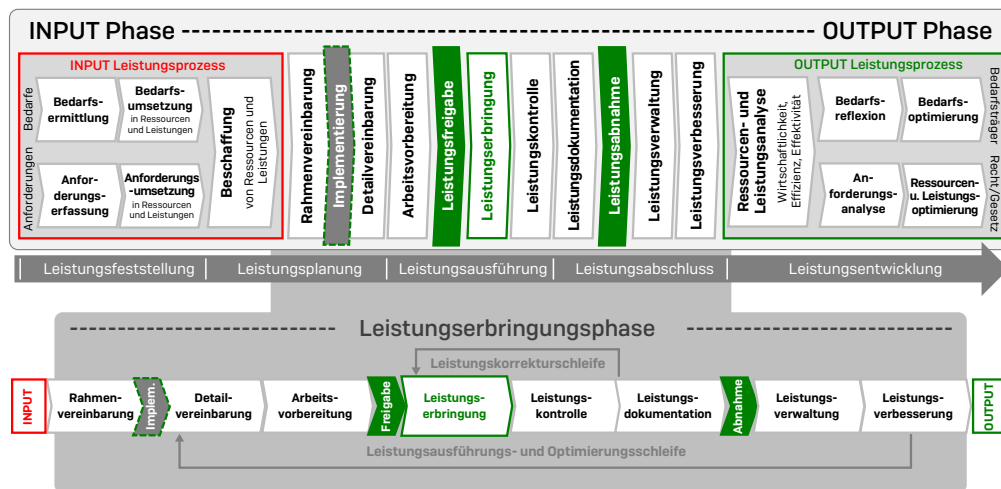 INPUT Phase
OUTPUT Phase
INPUT Leistungsprozess
Bedarfe
Bedarfs-
ermittlung
Bedarfs-
umsetzung
in Ressourcen
und Leistungen
Anforderungen
Anfor-
derungs-
erfassung
Anforderungs
-umsetzung
in Ressourcen
und Leistungen
Beschaffung
von Ressourcen und
Leistungen
Rahmenvereinbarung
Implementierung
Detailvereinbarung
Arbeitsvorbereitung
Leistungsfreigabe
Leistungserbringung
Leistungskontrolle
Leistungsdokumentation
Leistungsabnahme
Leistungsverwaltung
Leistungsverbesserung
OUTPUT Leistungsprozess
Ressourcen- und
Leistungsanalyse
Wirtschaftlichkeit,
Effizienz, Effektivität
Bedarfs-
reflexion
Bedarfs-
optimierung
Bedarfsträger
An-
forderungs-
analyse
Ressourcen-
u. Leistungs-
optimierung
Recht/Gesetz
Leistungsfeststellung
Leistungsplanung
Leistungsausführung
Leistungsabschluss
Leistungsentwicklung
Leistungserbringungsphase
Leistungskorrekturschleife
INPUT
Rahmen-
vereinbarung
Implem.
Detail-
vereinbarung
Arbeits-
vorbereitung
Freigabe
Leistungs-
erbringung
Leistungs-
kontrolle
Leistungs-
dokumentation
Abnahme
Leistungs-
verwaltung
Leistungs-
verbesserung
OUTPUT
Leistungsausführungs- und Optimierungsschleife